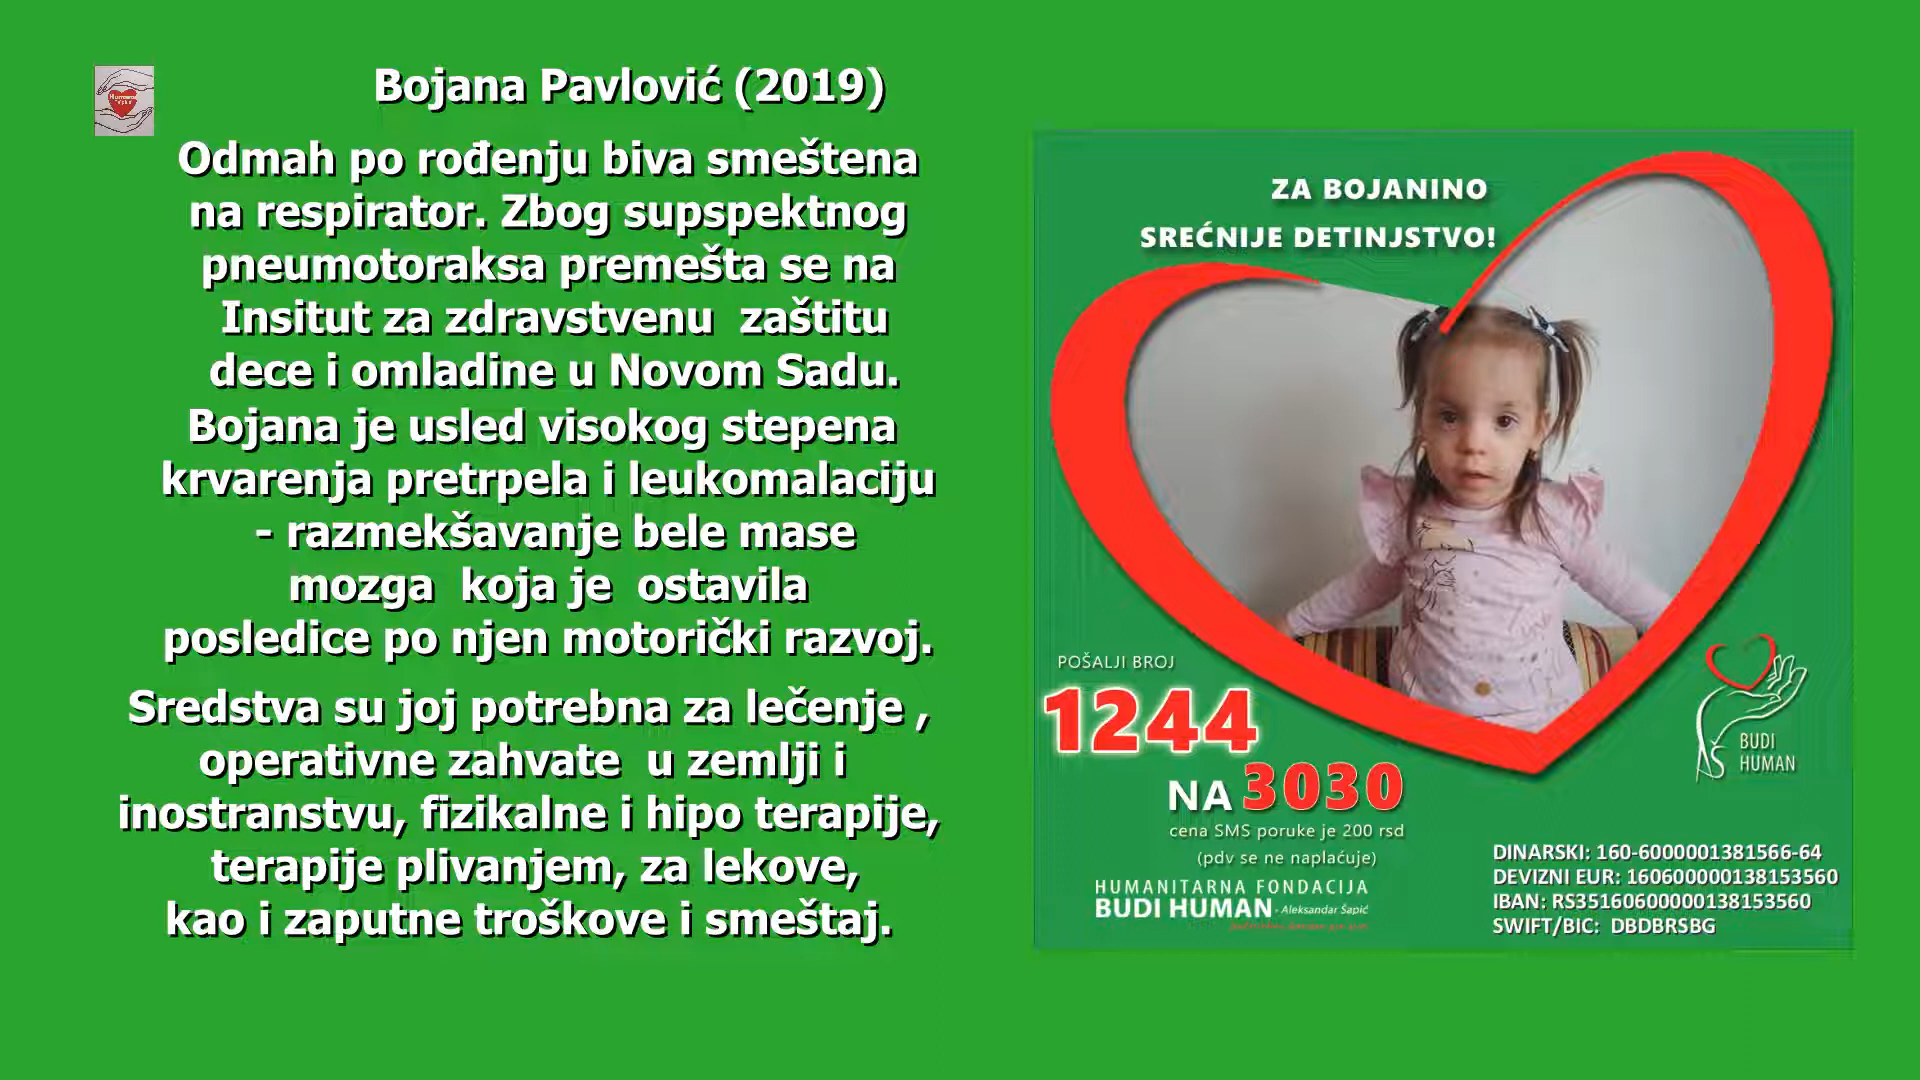 Bojana Pavlović (2019)
Odmah po rođenju biva smeštena
na respirator. Zbog supspektnog
pneumotoraksa premešta se na
Insitut za zdravstvenu zaštitu
dece i omladine u Novom Sadu.
Bojana je usled visokog stepena
krvarenja pretrpela i leukomalaciju
- razmekšavanje bele mase
mozga koja je ostavila
posledice po njen motorički razvoj.
Sredstva su joj potrebna za lečenje ,
operativne zahvate u zemlji i
inostranstvu, fizikalne i hipo terapije,
terapije plivanjem, za lekove,
kao i zaputne troškove i smeštaj.
ZA BOJANINO
SREĆNIJE DETINJSTVO!
POŠALJI BROJ
1244
NA 3030
cena SMS poruke je 200 rsd
(pdv se ne naplaćuje)
HUMANITARNA FONDACIJA
BUDI HUMAN - Aleksandar Šapić
BUDI
HUMAN
DINARSKI: 160-6000001381566-64
DEVIZNI EUR: 160600000138153560
IBAN: RS35160600000138153560
SWIFT/BIC: DBDBRSBG